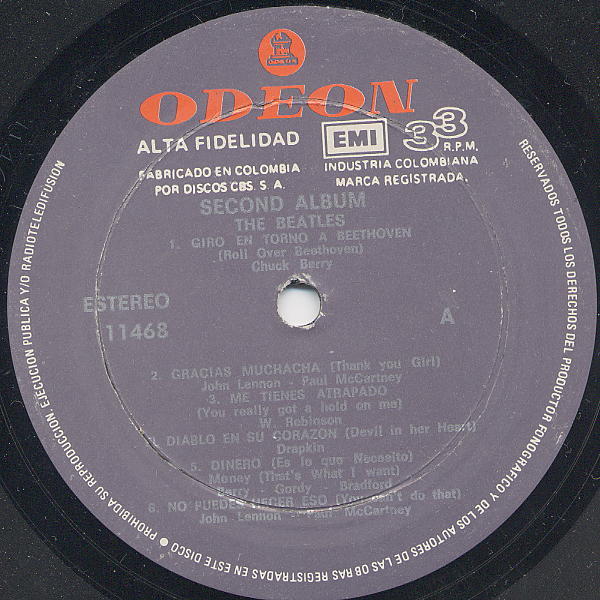 ODEON
ODEON
ALTA FIDELIDAD
EMI
33
R.P.M.
FABRICADO EN COLOMBIA
POR DISCOS CBS. S. A.
INDUSTRIA COLOMBIANA
MARCA REGISTRADA.
SECOND ALBUM
THE BEATLES
1. GIRO EN TORNO A BEETHOVEN
(Roll Over Beethoven)
Chuck Berry
ESTEREO
11468
A
2. GRACIAS MUCHACHA (Thank you Girl)
John Lennon - Paul McCartney
3. ME TIENES ATRAPADO
(You really got a hold on me)
W. Robinson
4. DIABLO EN SU CORAZON (Devil in her Heart)
Drapkin
5. DINERO (Es lo que Necesito)
Money (That's What I want)
Berry - Gordy - Bradford
6. NO PUEDES HECER ESO (You can't do that)
John Lennon - Paul McCartney
RESERVADOS TODOS LOS DERECHOS DEL PRODUCTOR FONOGRAFICO Y DE LOS AUTORES DE LAS OBRAS REGISTRADAS EN ESTE DISCO ● PROHIBIDA SU REPRODUCCION, EJECUCION PUBLICA Y/O RADIOTELEDIFUSION